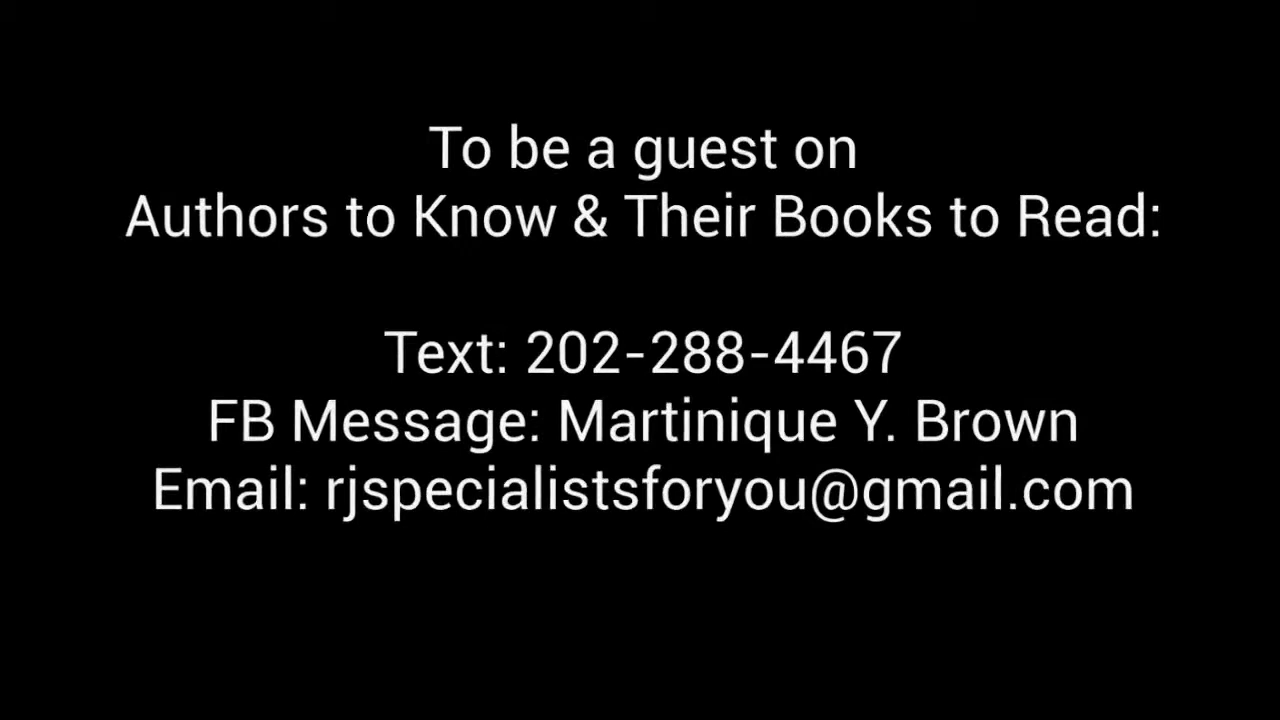 To be a guest on
Authors to Know & Their Books to Read:
Text: 202-288-4467
FB Message: Martinique Y. Brown
Email: rjspecialistsforyou@gmail.com